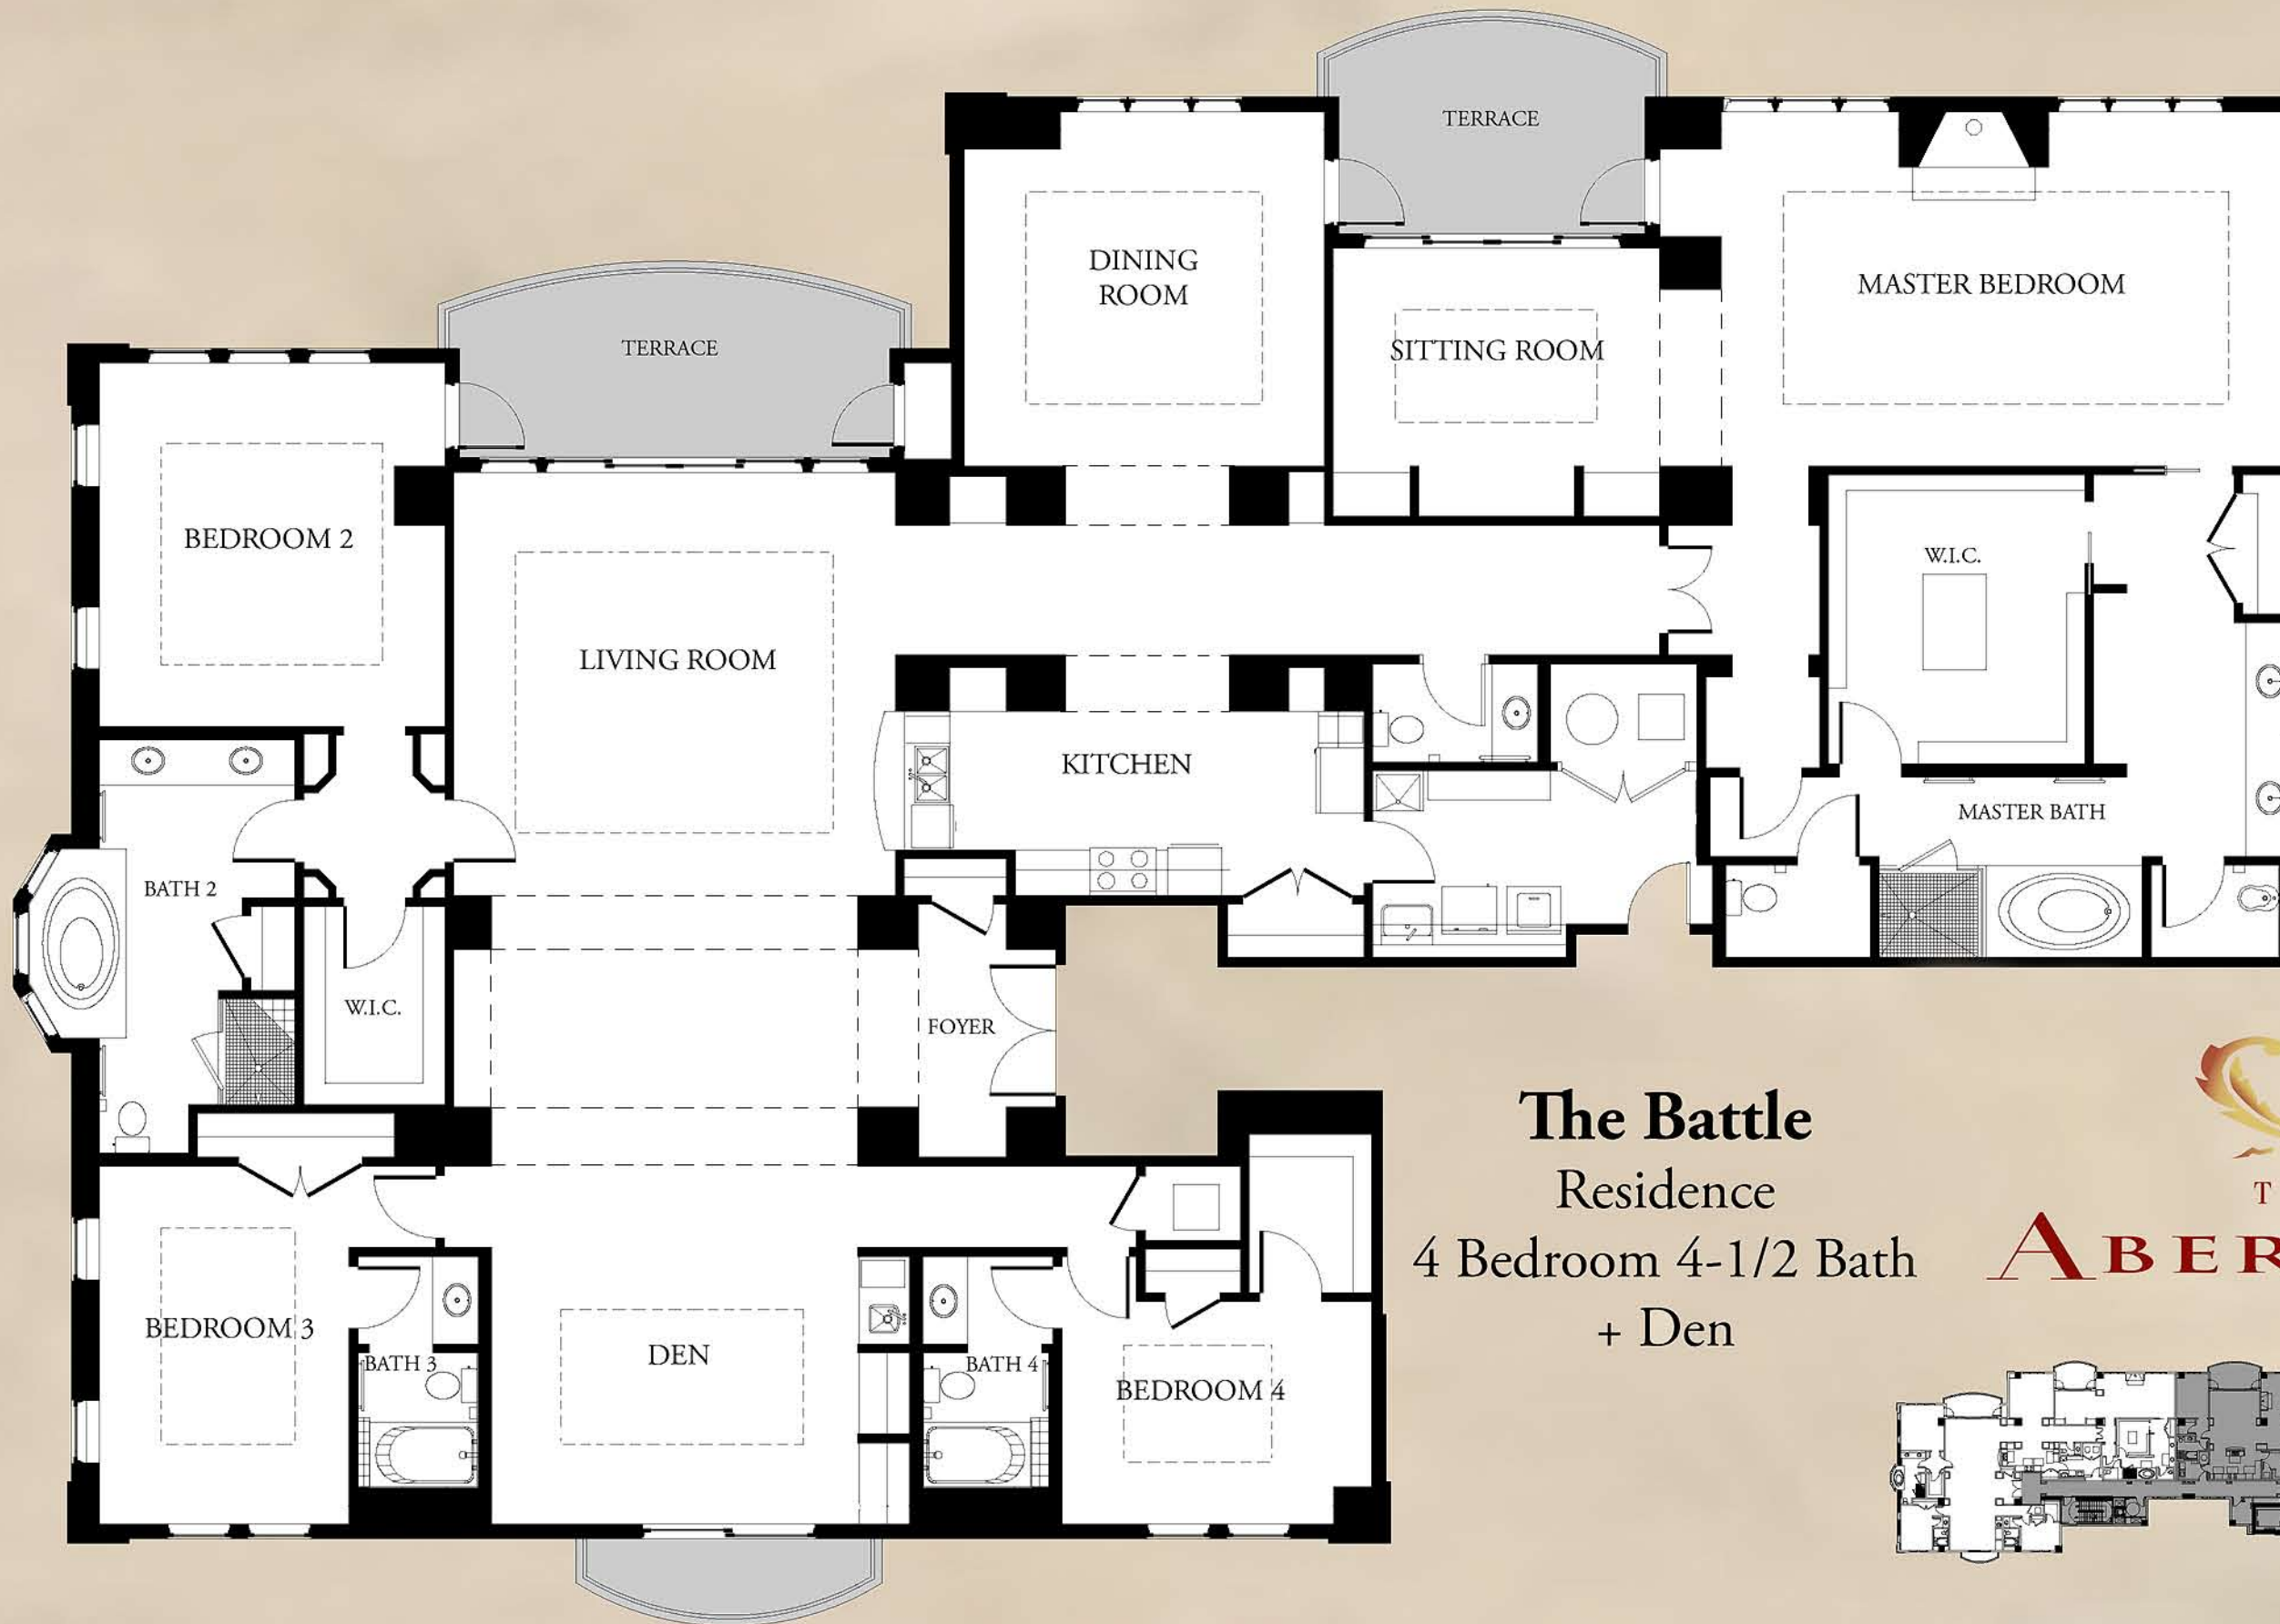 TERRACE
DINING
ROOM
SITTING ROOM
MASTER BEDROOM
TERRACE
BEDROOM 2
LIVING ROOM
W.I.C.
KITCHEN
MASTER BATH
BATH 2
W.I.C.
FOYER
BEDROOM 3
BATH 3
DEN
BATH 4
BEDROOM 4
The Battle
Residence
4 Bedroom 4-1/2 Bath
+ Den